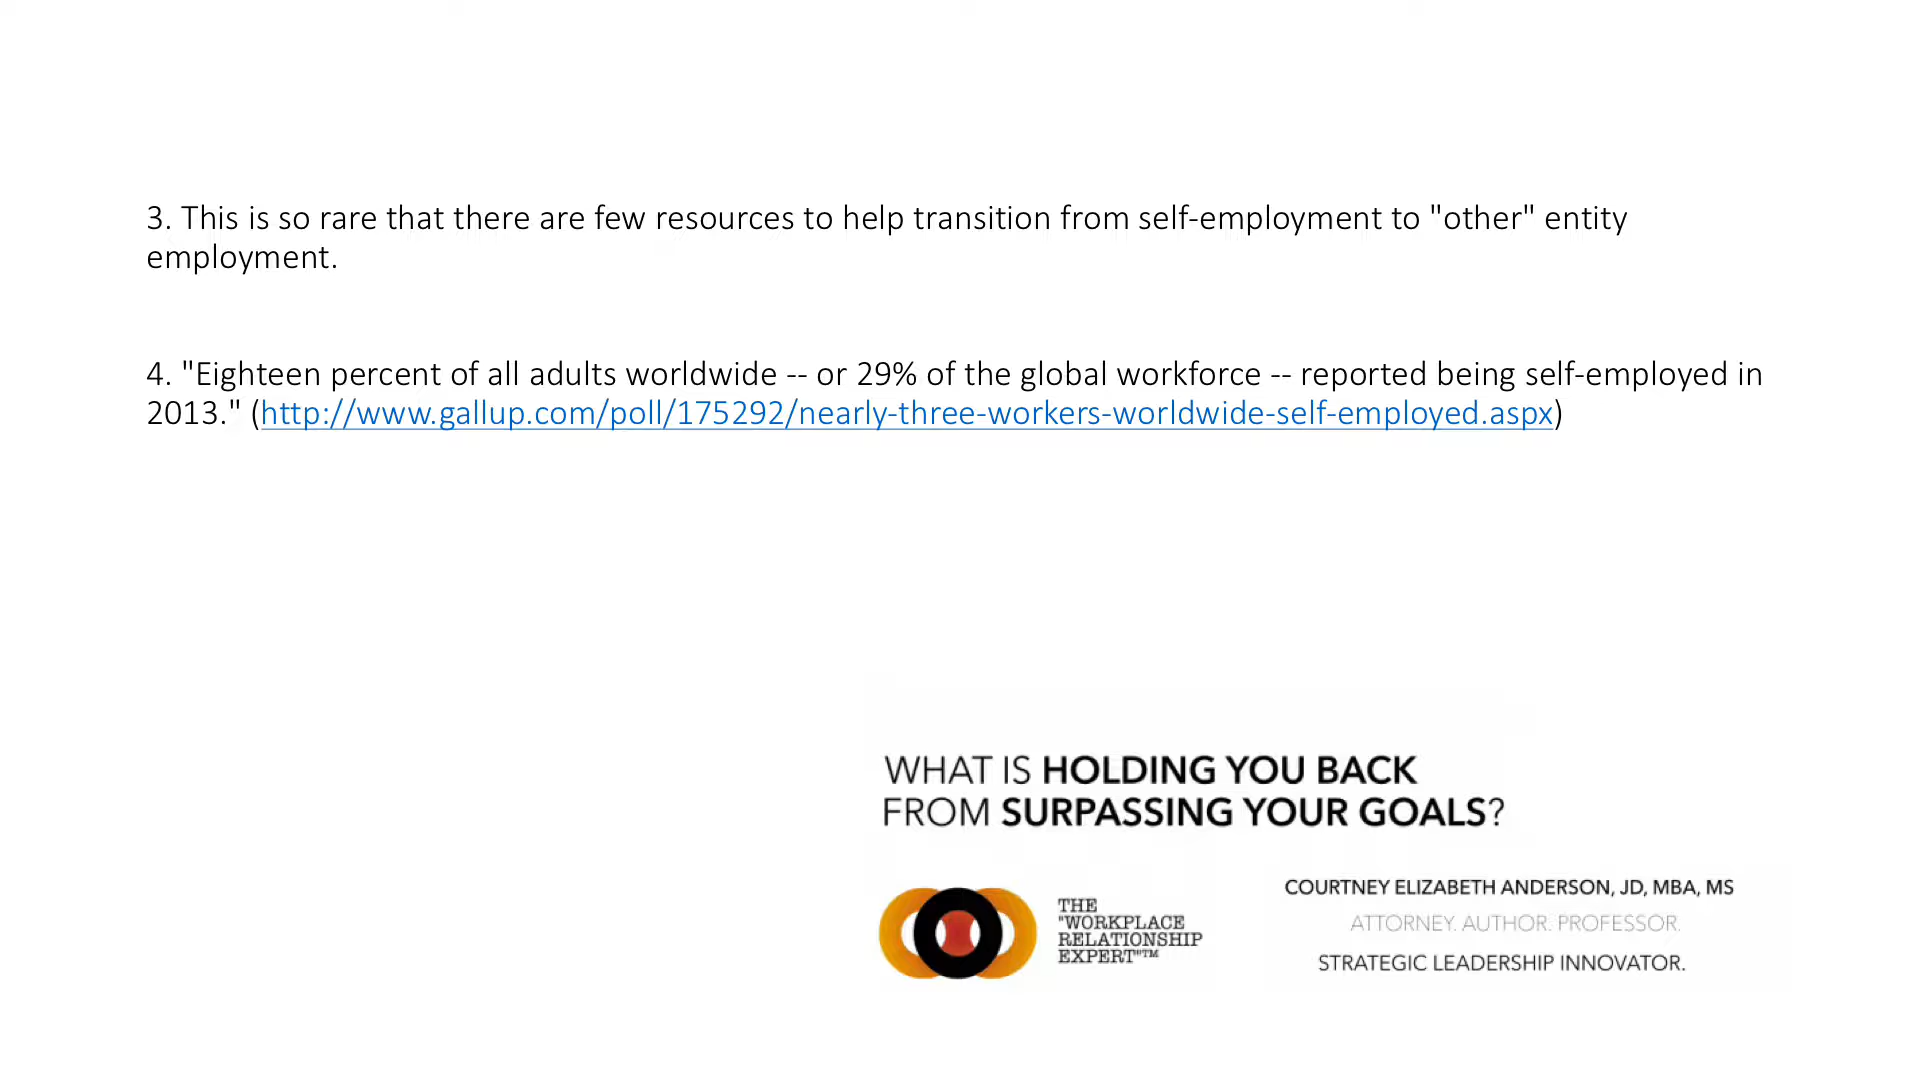 3. This is so rare that there are few resources to help transition from self-employment to "other" entity
employment.
4. "Eighteen percent of all adults worldwide -- or 29% of the global workforce -- reported being self-employed in
2013." (http://www.gallup.com/poll/175292/nearly-three-workers-worldwide-self-employed.aspx)
WHAT IS HOLDING YOU BACK
FROM SURPASSING YOUR GOALS?
THE
"WORKPLACE
RELATIONSHIP
EXPERT"™
COURTNEY ELIZABETH ANDERSON, JD, MBA, MS
ATTORNEY. AUTHOR. PROFESSOR.
STRATEGIC LEADERSHIP INNOVATOR.